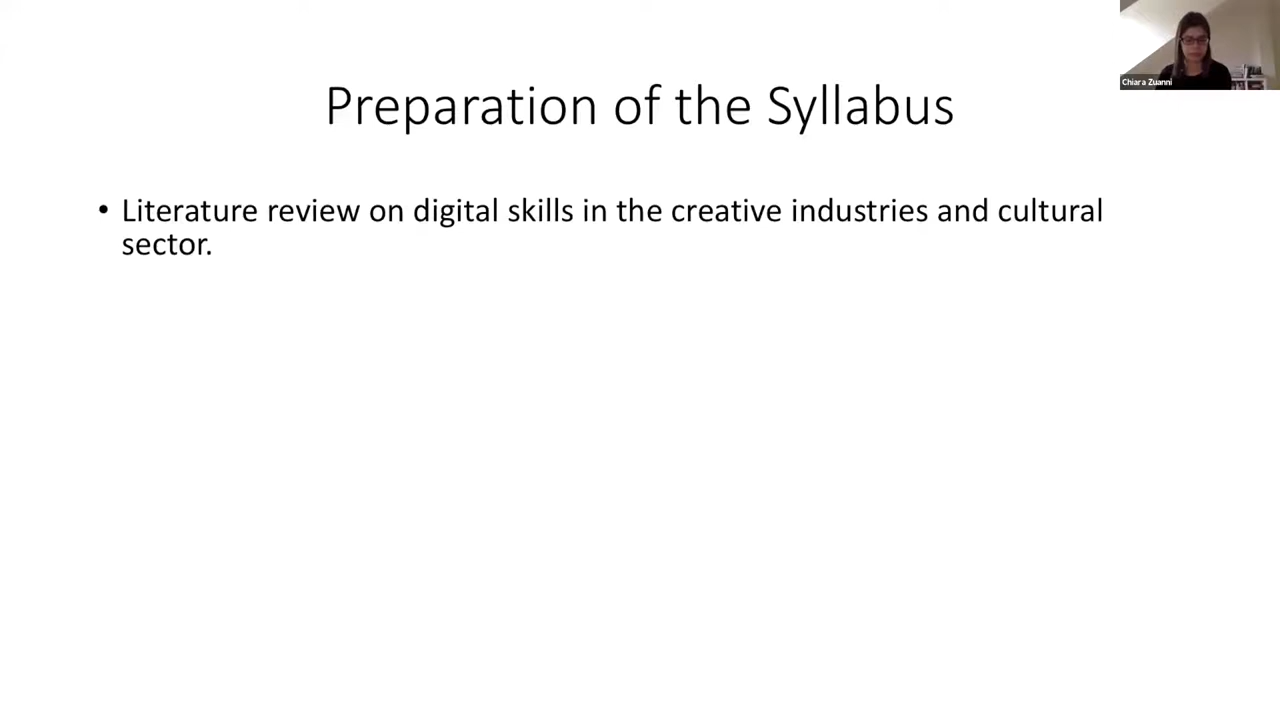 Chiara Zuanni
Preparation of the Syllabus
• Literature review on digital skills in the creative industries and cultural
sector.